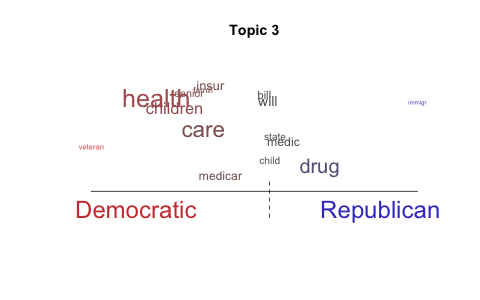 Topic 3
insur
senior
bill
health
will
immigr
children
care
state
medic
veteran
child
drug
medicar
Democratic
Republican